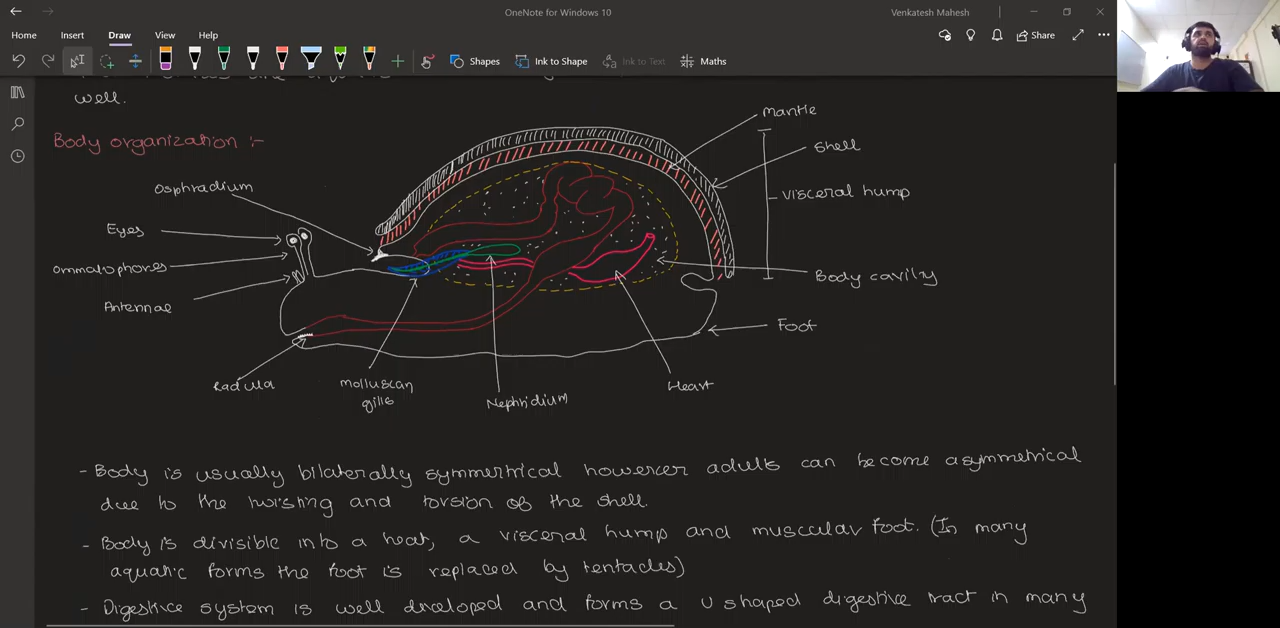 OneNote for Windows 10
Venkatesh Mahesh
Home Insert Draw View Help
Share
Shapes Ink to Shape Ink to Text Maths
well.
Body organization :-
mantle
Shell
visceral hump
Osphradium
Eyes
ommatophores
Antennae
Body cavity
Foot
Radula
molluscan
gills
Nephridium
Heart
- Body is usually bilaterally symmetrical however adults can become asymmetrical
due to the twisting and torsion of the shell.
- Body is divisible into a heat, a visceral hump and muscular foot. (In many
aquatic forms the foot is replaced by tentacles)
- Digestive system is well developed and forms a U shaped digestive tract in many